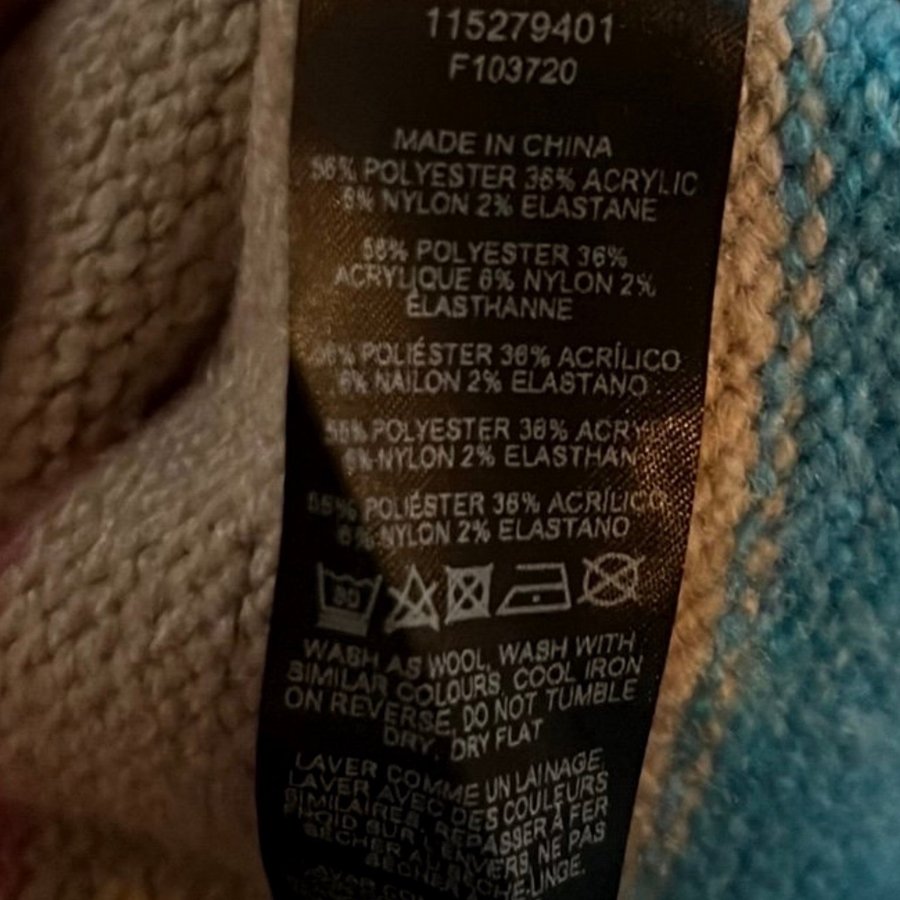 115279401
F103720
MADE IN CHINA
56% POLYESTER 36% ACRYLIC
6% NYLON 2% ELASTANE
56% POLYESTER 36%
ACRYLIQUE 6% NYLON 2%
ÉLASTHANNE
56% POLIÉSTER 36% ACRÍLICO
6% NAILON 2% ELASTANO
56% POLYESTER 36%
6% NYLON 2% ELASTHAN
56% POLIÉSTER 36% ACRÍLICO
6% NYLON 2% ELASTANO
30
WASH AS WOOL, WASH WITH
SIMILAR COLOURS, COOL IRON
ON REVERSE, DO NOT TUMBLE
DRY, DRY FLAT
LAVER COMME UN LAINAGE,
LAVER AVEC DES COULEURS
SIMILAIRES, REPASSER À FER
FROID SUR L'ENVERS, NE PAS
SÉCHER AU
SÈCHE-LINGE,